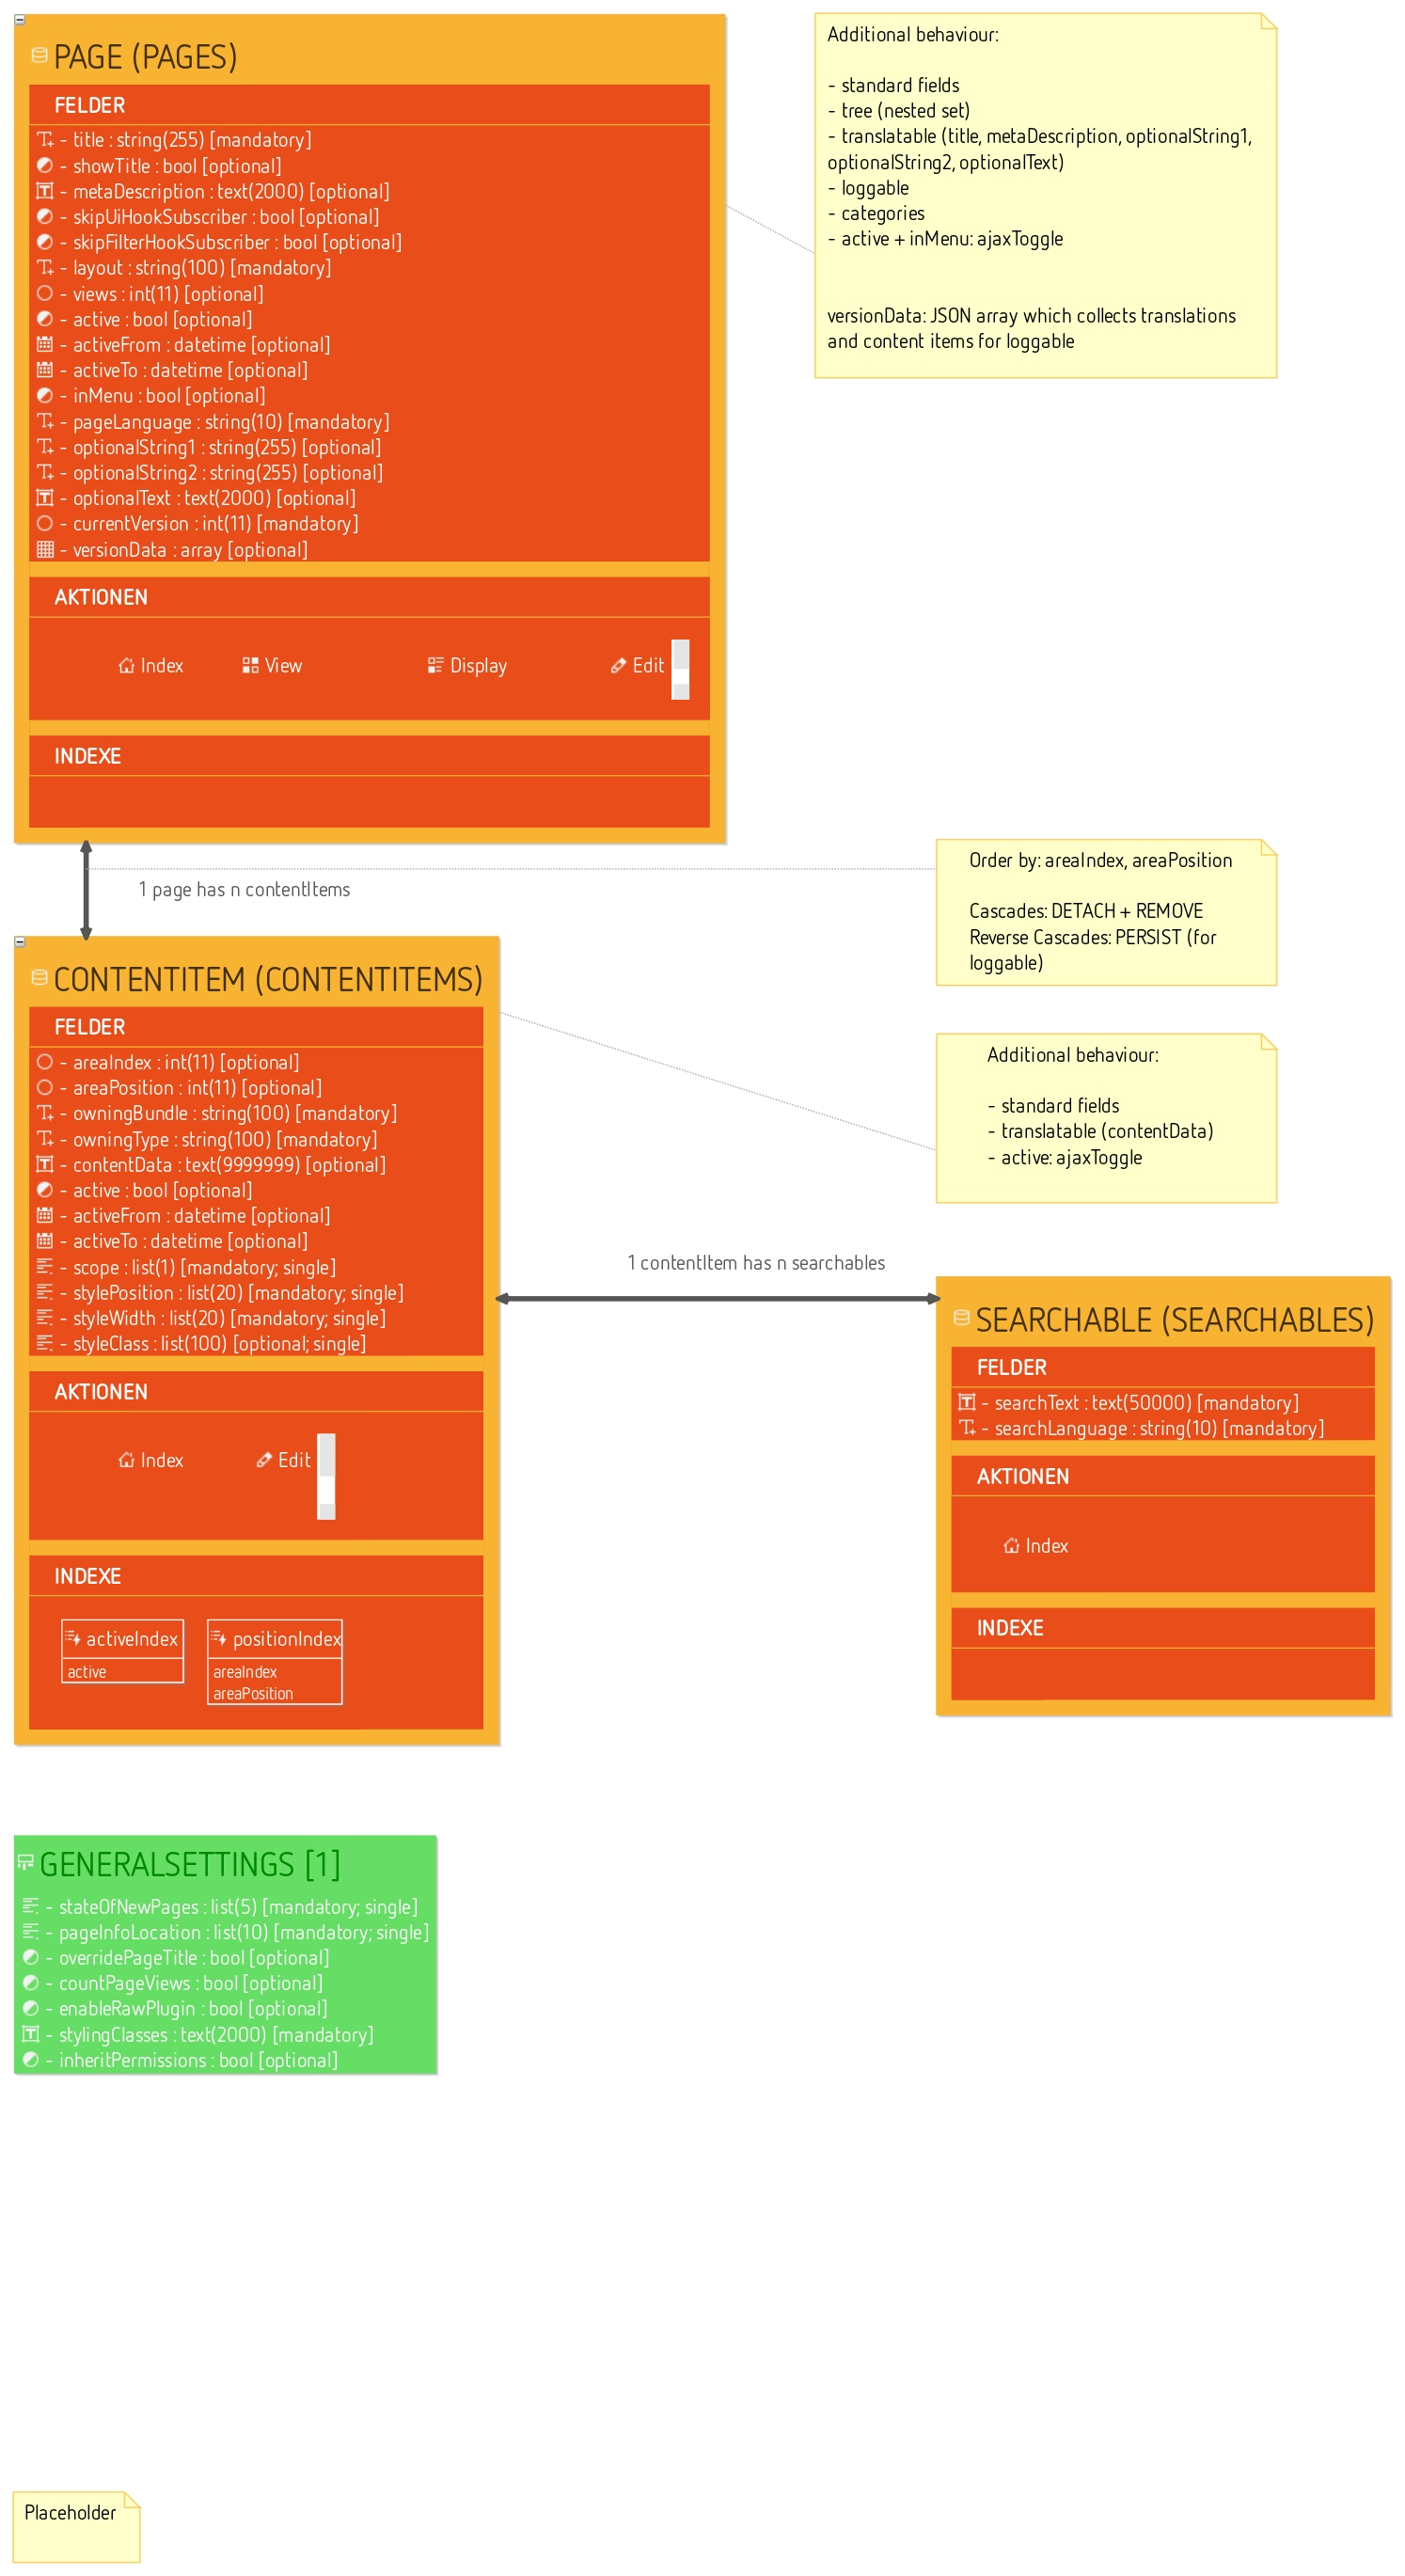 PAGE (PAGES)
FELDER
- title : string(255) [mandatory]
- showTitle : bool [optional]
- metaDescription : text(2000) [optional]
- skipUiHookSubscriber : bool [optional]
- skipFilterHookSubscriber : bool [optional]
- layout : string(100) [mandatory]
- views : int(11) [optional]
- active : bool [optional]
- activeFrom : datetime [optional]
- activeTo : datetime [optional]
- inMenu : bool [optional]
- pageLanguage : string(10) [mandatory]
- optionalString1 : string(255) [optional]
- optionalString2 : string(255) [optional]
- optionalText : text(2000) [optional]
- currentVersion : int(11) [mandatory]
- versionData : array [optional]
AKTIONEN
Index View Display Edit
INDEXE
Additional behaviour:
- standard fields
- tree (nested set)
- translatable (title, metaDescription, optionalString1,
optionalString2, optionalText)
- loggable
- categories
- active + inMenu: ajaxToggle
versionData: JSON array which collects translations
and content items for loggable
1 page has n contentItems
Order by: areaIndex, areaPosition
Cascades: DETACH + REMOVE
Reverse Cascades: PERSIST (for
loggable)
CONTENTITEM (CONTENTITEMS)
FELDER
- areaIndex : int(11) [optional]
- areaPosition : int(11) [optional]
- owningBundle : string(100) [mandatory]
- owningType : string(100) [mandatory]
- contentData : text(9999999) [optional]
- active : bool [optional]
- activeFrom : datetime [optional]
- activeTo : datetime [optional]
- scope : list(1) [mandatory; single]
- stylePosition : list(20) [mandatory; single]
- styleWidth : list(20) [mandatory; single]
- styleClass : list(100) [optional; single]
AKTIONEN
Index Edit
INDEXE
activeIndex
active
positionIndex
areaIndex
areaPosition
Additional behaviour:
- standard fields
- translatable (contentData)
- active: ajaxToggle
1 contentItem has n searchables
SEARCHABLE (SEARCHABLES)
FELDER
- searchText : text(50000) [mandatory]
- searchLanguage : string(10) [mandatory]
AKTIONEN
Index
INDEXE
GENERALSETTINGS [1]
- stateOfNewPages : list(5) [mandatory; single]
- pageInfoLocation : list(10) [mandatory; single]
- overridePageTitle : bool [optional]
- countPageViews : bool [optional]
- enableRawPlugin : bool [optional]
- stylingClasses : text(2000) [mandatory]
- inheritPermissions : bool [optional]
Placeholder